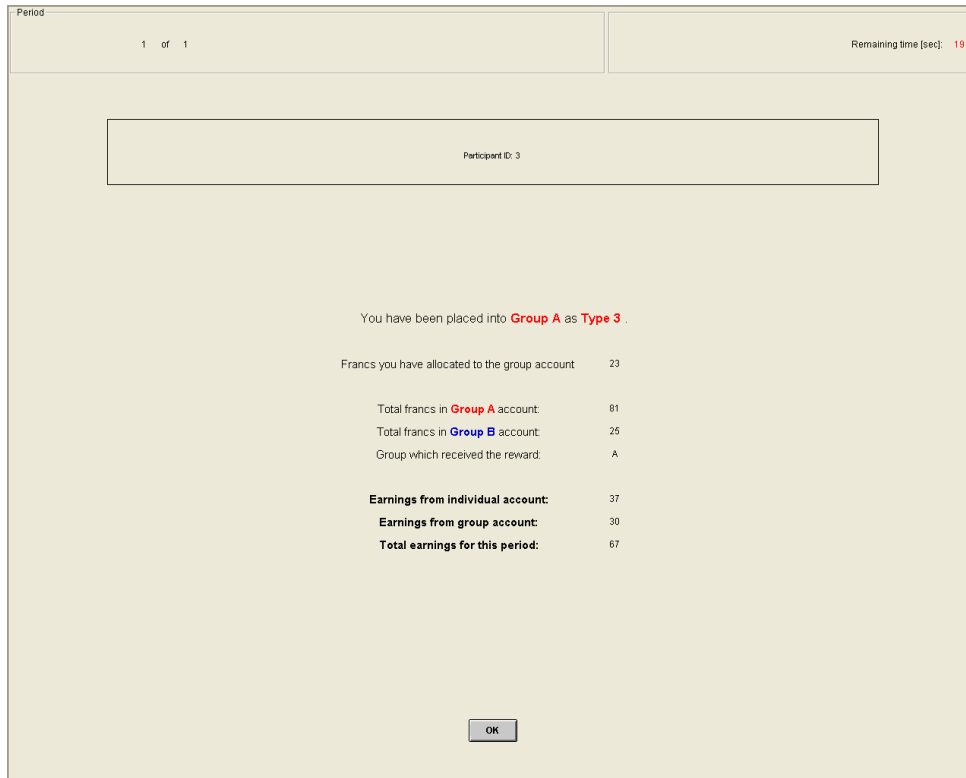 Period
1 of 1
Remaining time [sec]: 19
Participant ID: 3
You have been placed into Group A as Type 3 .
Francs you have allocated to the group account 23
Total francs in Group A account: 81
Total francs in Group B account: 25
Group which received the reward: A
Earnings from individual account: 37
Earnings from group account: 30
Total earnings for this period: 67
OK